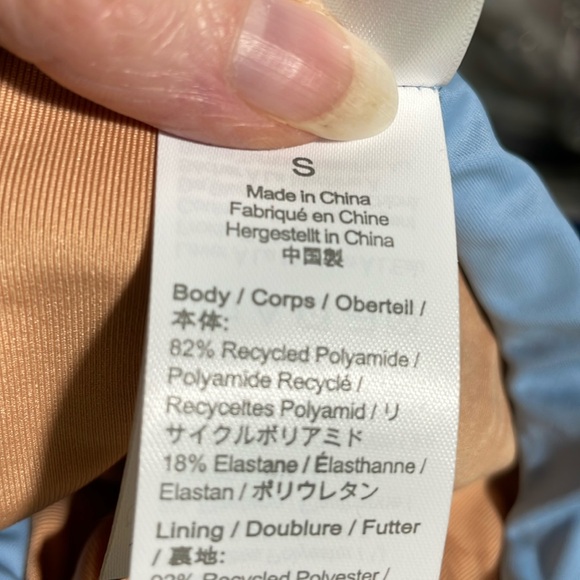 S
Made in China
Fabriqué en Chine
Hergestellt in China
中国製
Body / Corps / Oberteil /
本体:
82% Recycled Polyamide /
Polyamide Recyclé /
Recyceltes Polyamid / リ
サイクルポリアミド
18% Elastane / Élasthanne /
Elastan / ポリウレタン
Lining / Doublure / Futter
/ 裏地:
Recycled Polyester /